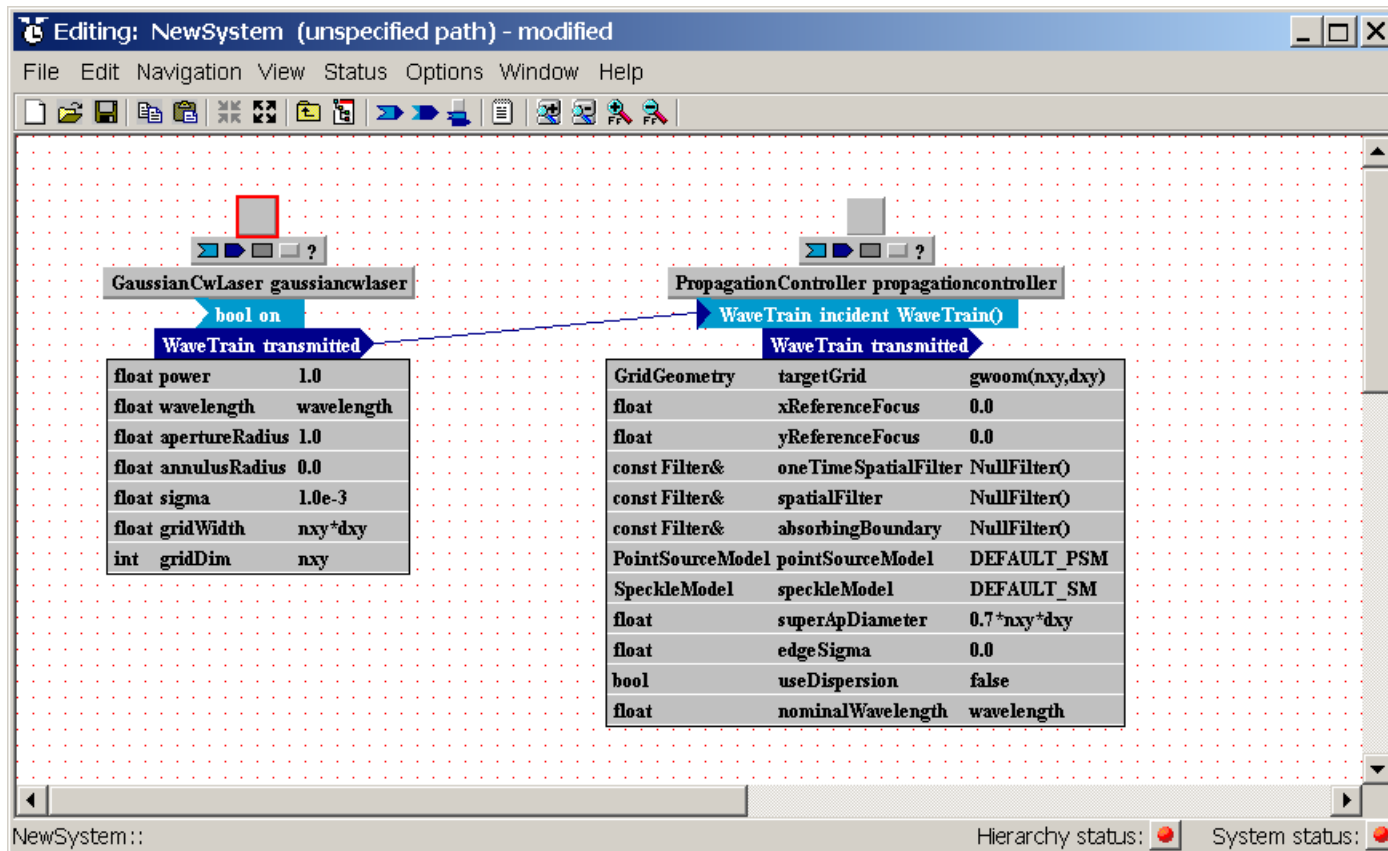 Editing: NewSystem (unspecified path) - modified
File Edit Navigation View Status Options Window Help
FF FF
?
GaussianCwLaser gaussiancwlaser
bool on
WaveTrain transmitted
float power 1.0
float wavelength wavelength
float apertureRadius 1.0
float annulusRadius 0.0
float sigma 1.0e-3
float gridWidth nxy*dxy
int gridDim nxy
?
PropagationController propagationcontroller
WaveTrain incident WaveTrain()
WaveTrain transmitted
GridGeometry targetGrid gwoom(nxy,dxy)
float xReferenceFocus 0.0
float yReferenceFocus 0.0
const Filter& oneTimeSpatialFilter NullFilter()
const Filter& spatialFilter NullFilter()
const Filter& absorbingBoundary NullFilter()
PointSourceModel pointSourceModel DEFAULT_PSM
SpeckleModel speckleModel DEFAULT_SM
float superApDiameter 0.7*nxy*dxy
float edgeSigma 0.0
bool useDispersion false
float nominalWavelength wavelength
NewSystem:: Hierarchy status: System status: